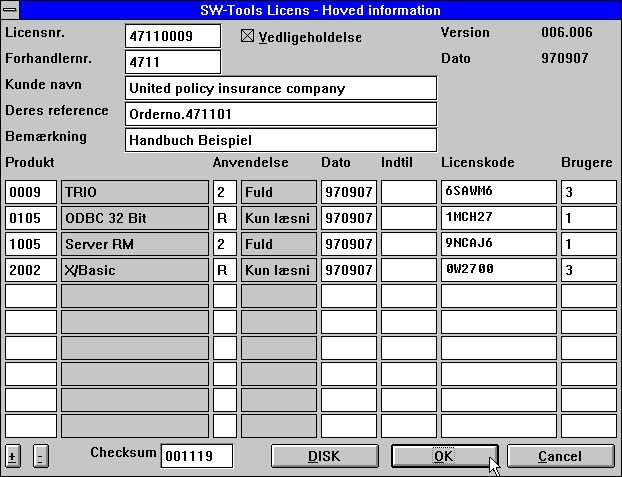 SW-Tools Licens - Hoved information
Licensnr. 47110009 Vedligeholdelse Version 006.006
Forhandlernr. 4711 Dato 970907
Kunde navn United policy insurance company
Deres reference Orderno.471101
Bemærkning Handbuch Beispiel
Produkt Anvendelse Dato Indtil Licenskode Brugere
0009 TRIO 2 Fuld 970907 6SAWM6 3
0105 ODBC 32 Bit R Kun læsni 970907 1MCH27 1
1005 Server RM 2 Fuld 970907 9NCAJ6 1
2002 X/Basic R Kun læsni 970907 0W2700 3
+ - Checksum 001119 DISK OK Cancel